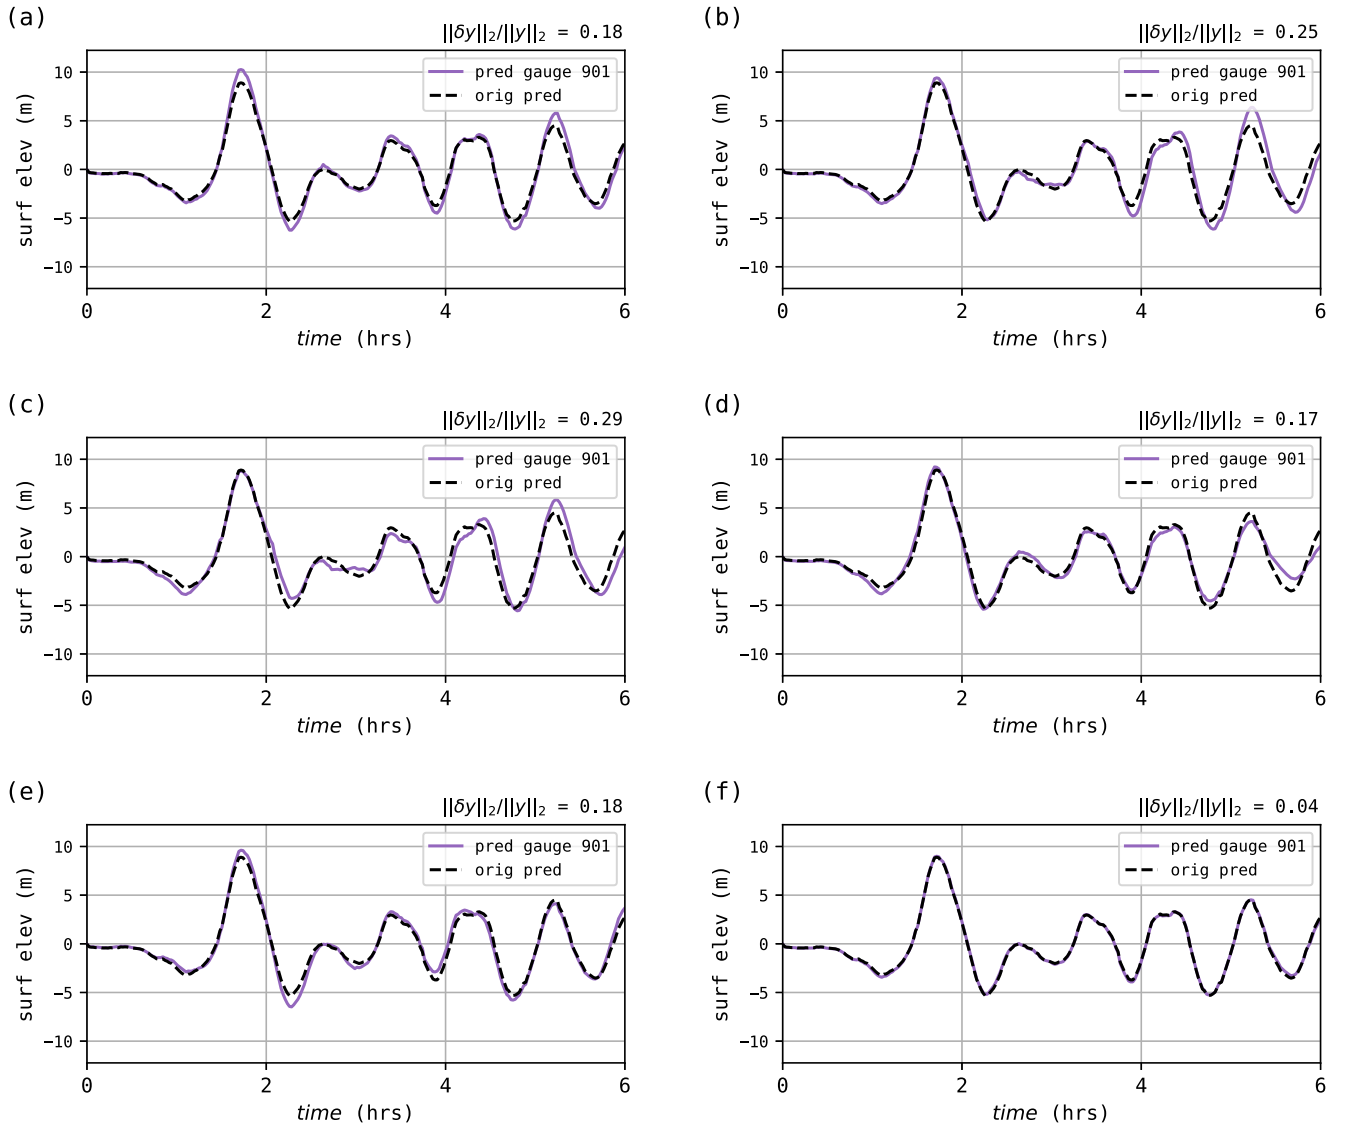 (a)
||δy||₂/||y||₂ = 0.18
pred gauge 901
orig pred
surf elev (m)
10
5
0
−5
−10
0 2 4 6
time (hrs)
(b)
||δy||₂/||y||₂ = 0.25
pred gauge 901
orig pred
surf elev (m)
10
5
0
−5
−10
0 2 4 6
time (hrs)
(c)
||δy||₂/||y||₂ = 0.29
pred gauge 901
orig pred
surf elev (m)
10
5
0
−5
−10
0 2 4 6
time (hrs)
(d)
||δy||₂/||y||₂ = 0.17
pred gauge 901
orig pred
surf elev (m)
10
5
0
−5
−10
0 2 4 6
time (hrs)
(e)
||δy||₂/||y||₂ = 0.18
pred gauge 901
orig pred
surf elev (m)
10
5
0
−5
−10
0 2 4 6
time (hrs)
(f)
||δy||₂/||y||₂ = 0.04
pred gauge 901
orig pred
surf elev (m)
10
5
0
−5
−10
0 2 4 6
time (hrs)